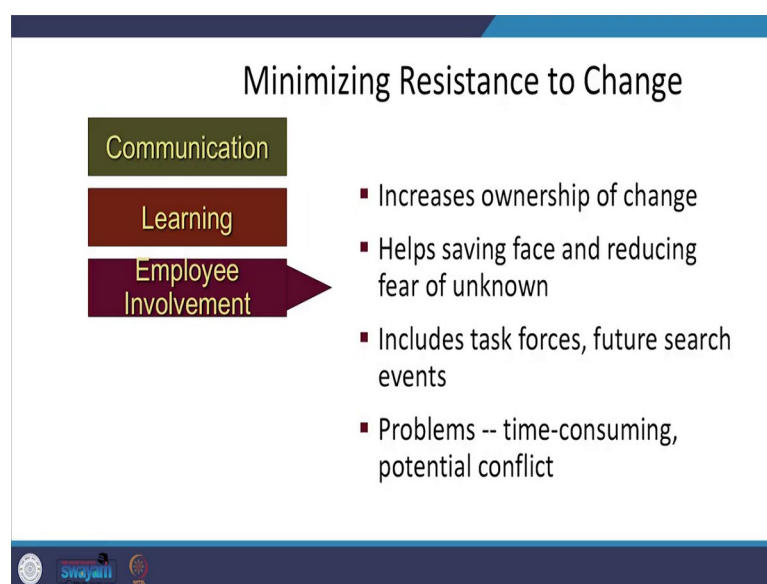 Minimizing Resistance to Change
Communication
Learning
Employee
Involvement
▪ Increases ownership of change
▪ Helps saving face and reducing
fear of unknown
▪ Includes task forces, future search
events
▪ Problems -- time-consuming,
potential conflict
swayam